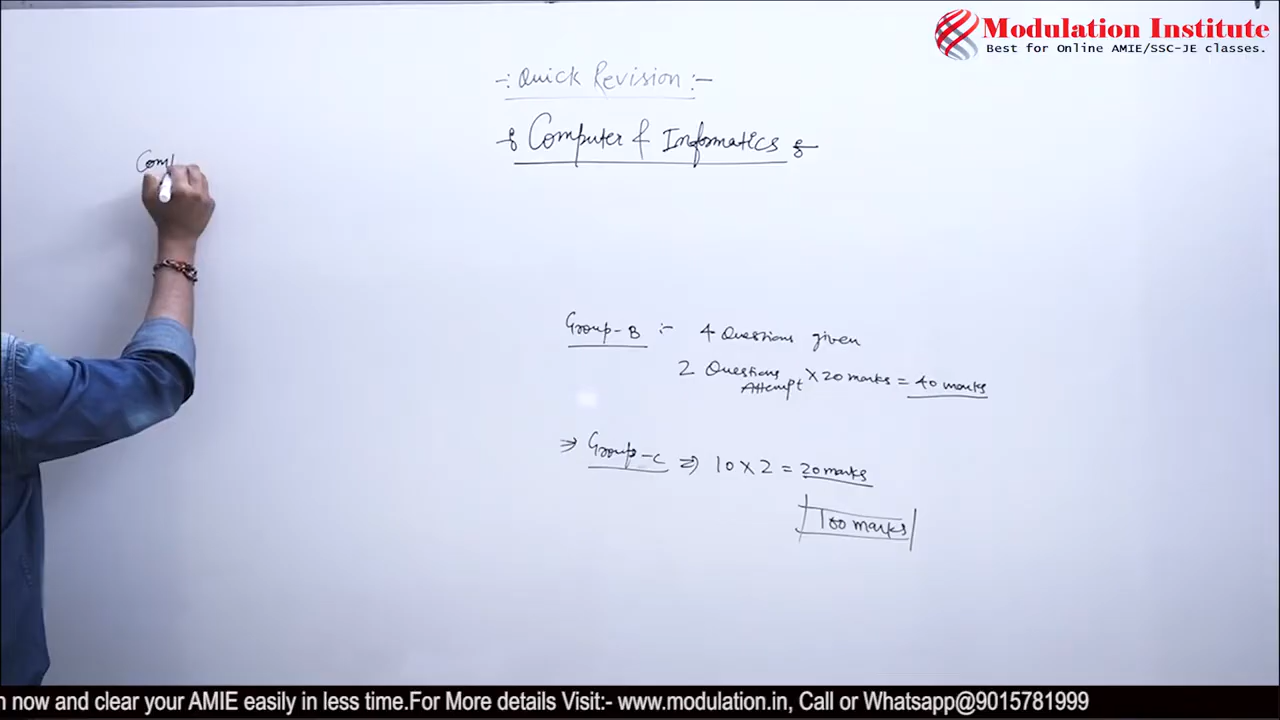 Modulation Institute
Best for Online AMIE/SSC-JE classes.
-: Quick Revision :-
Computer & Informatics
Com
Group-B :- 4 Questions given
2 Questions Attempt X 20 marks = 40 marks
⇒ Group-C ⇒ 10 X 2 = 20 marks
100 marks
n now and clear your AMIE easily in less time.For More details Visit:- www.modulation.in, Call or Whatsapp@9015781999